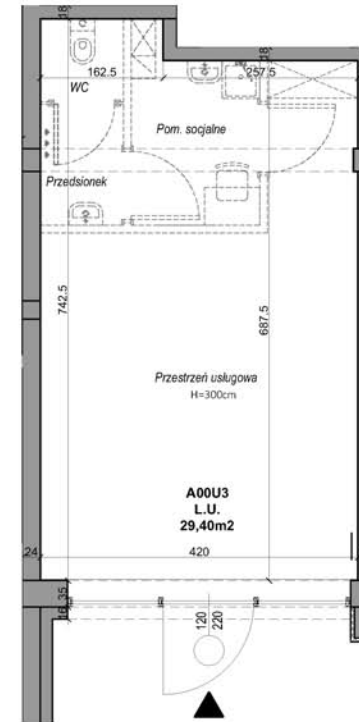 18
18
162.5
257.5
WC
Pom. socjalne
Przedsionek
742.5
687.5
Przestrzeń usługowa
H=300cm
A00U3
L.U.
29,40m2
24
420
35
16
120
220